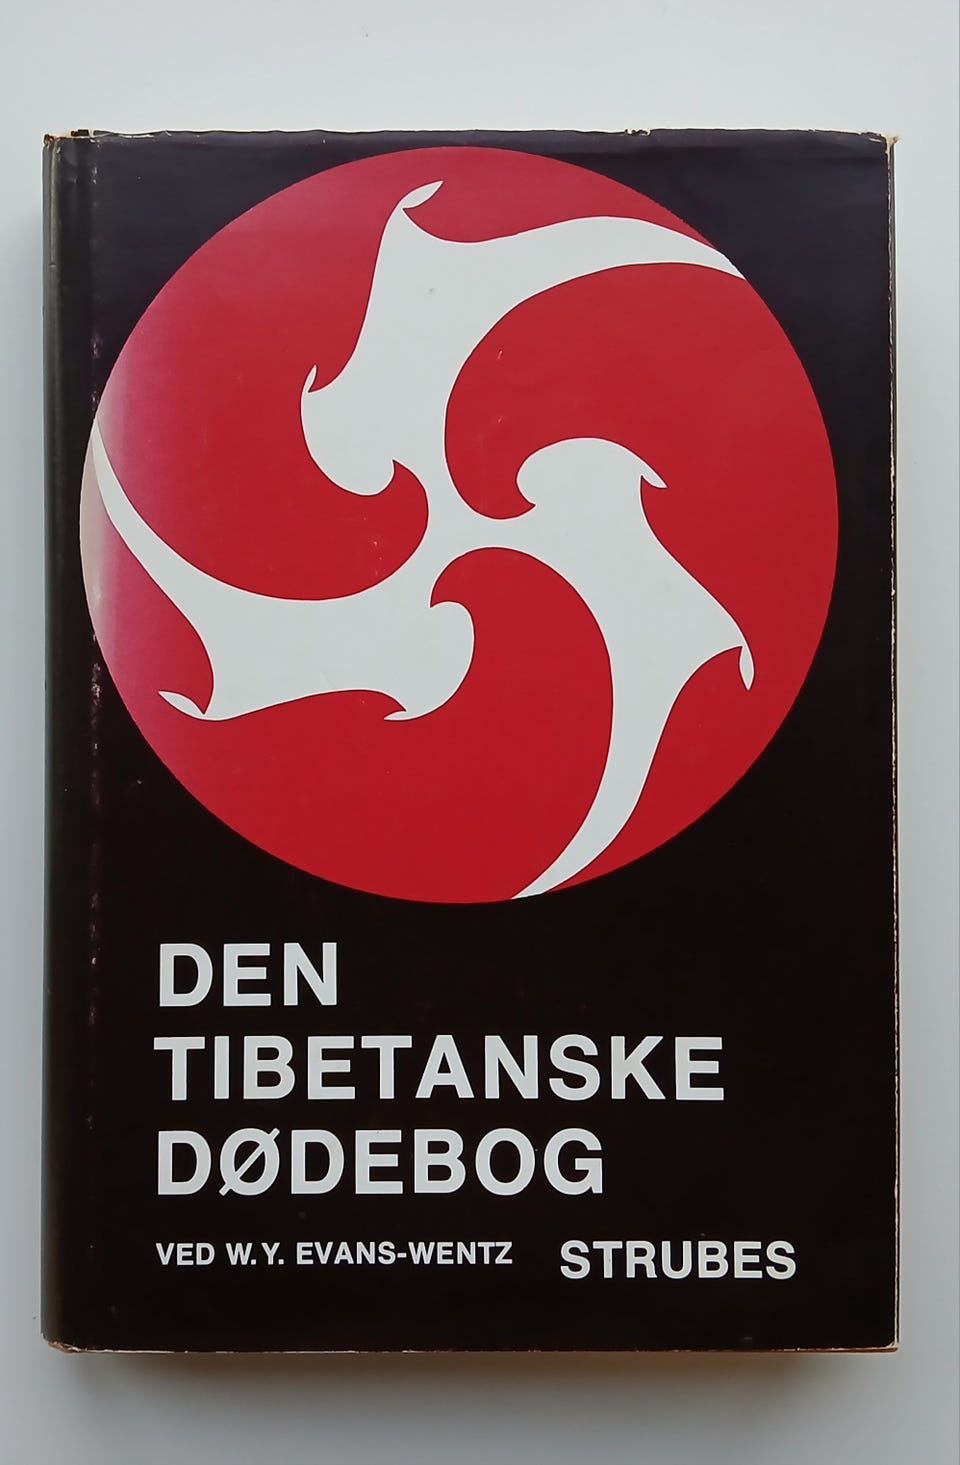 DEN
TIBETANSKE
DØDEBOG
VED W. Y. EVANS-WENTZ STRUBES